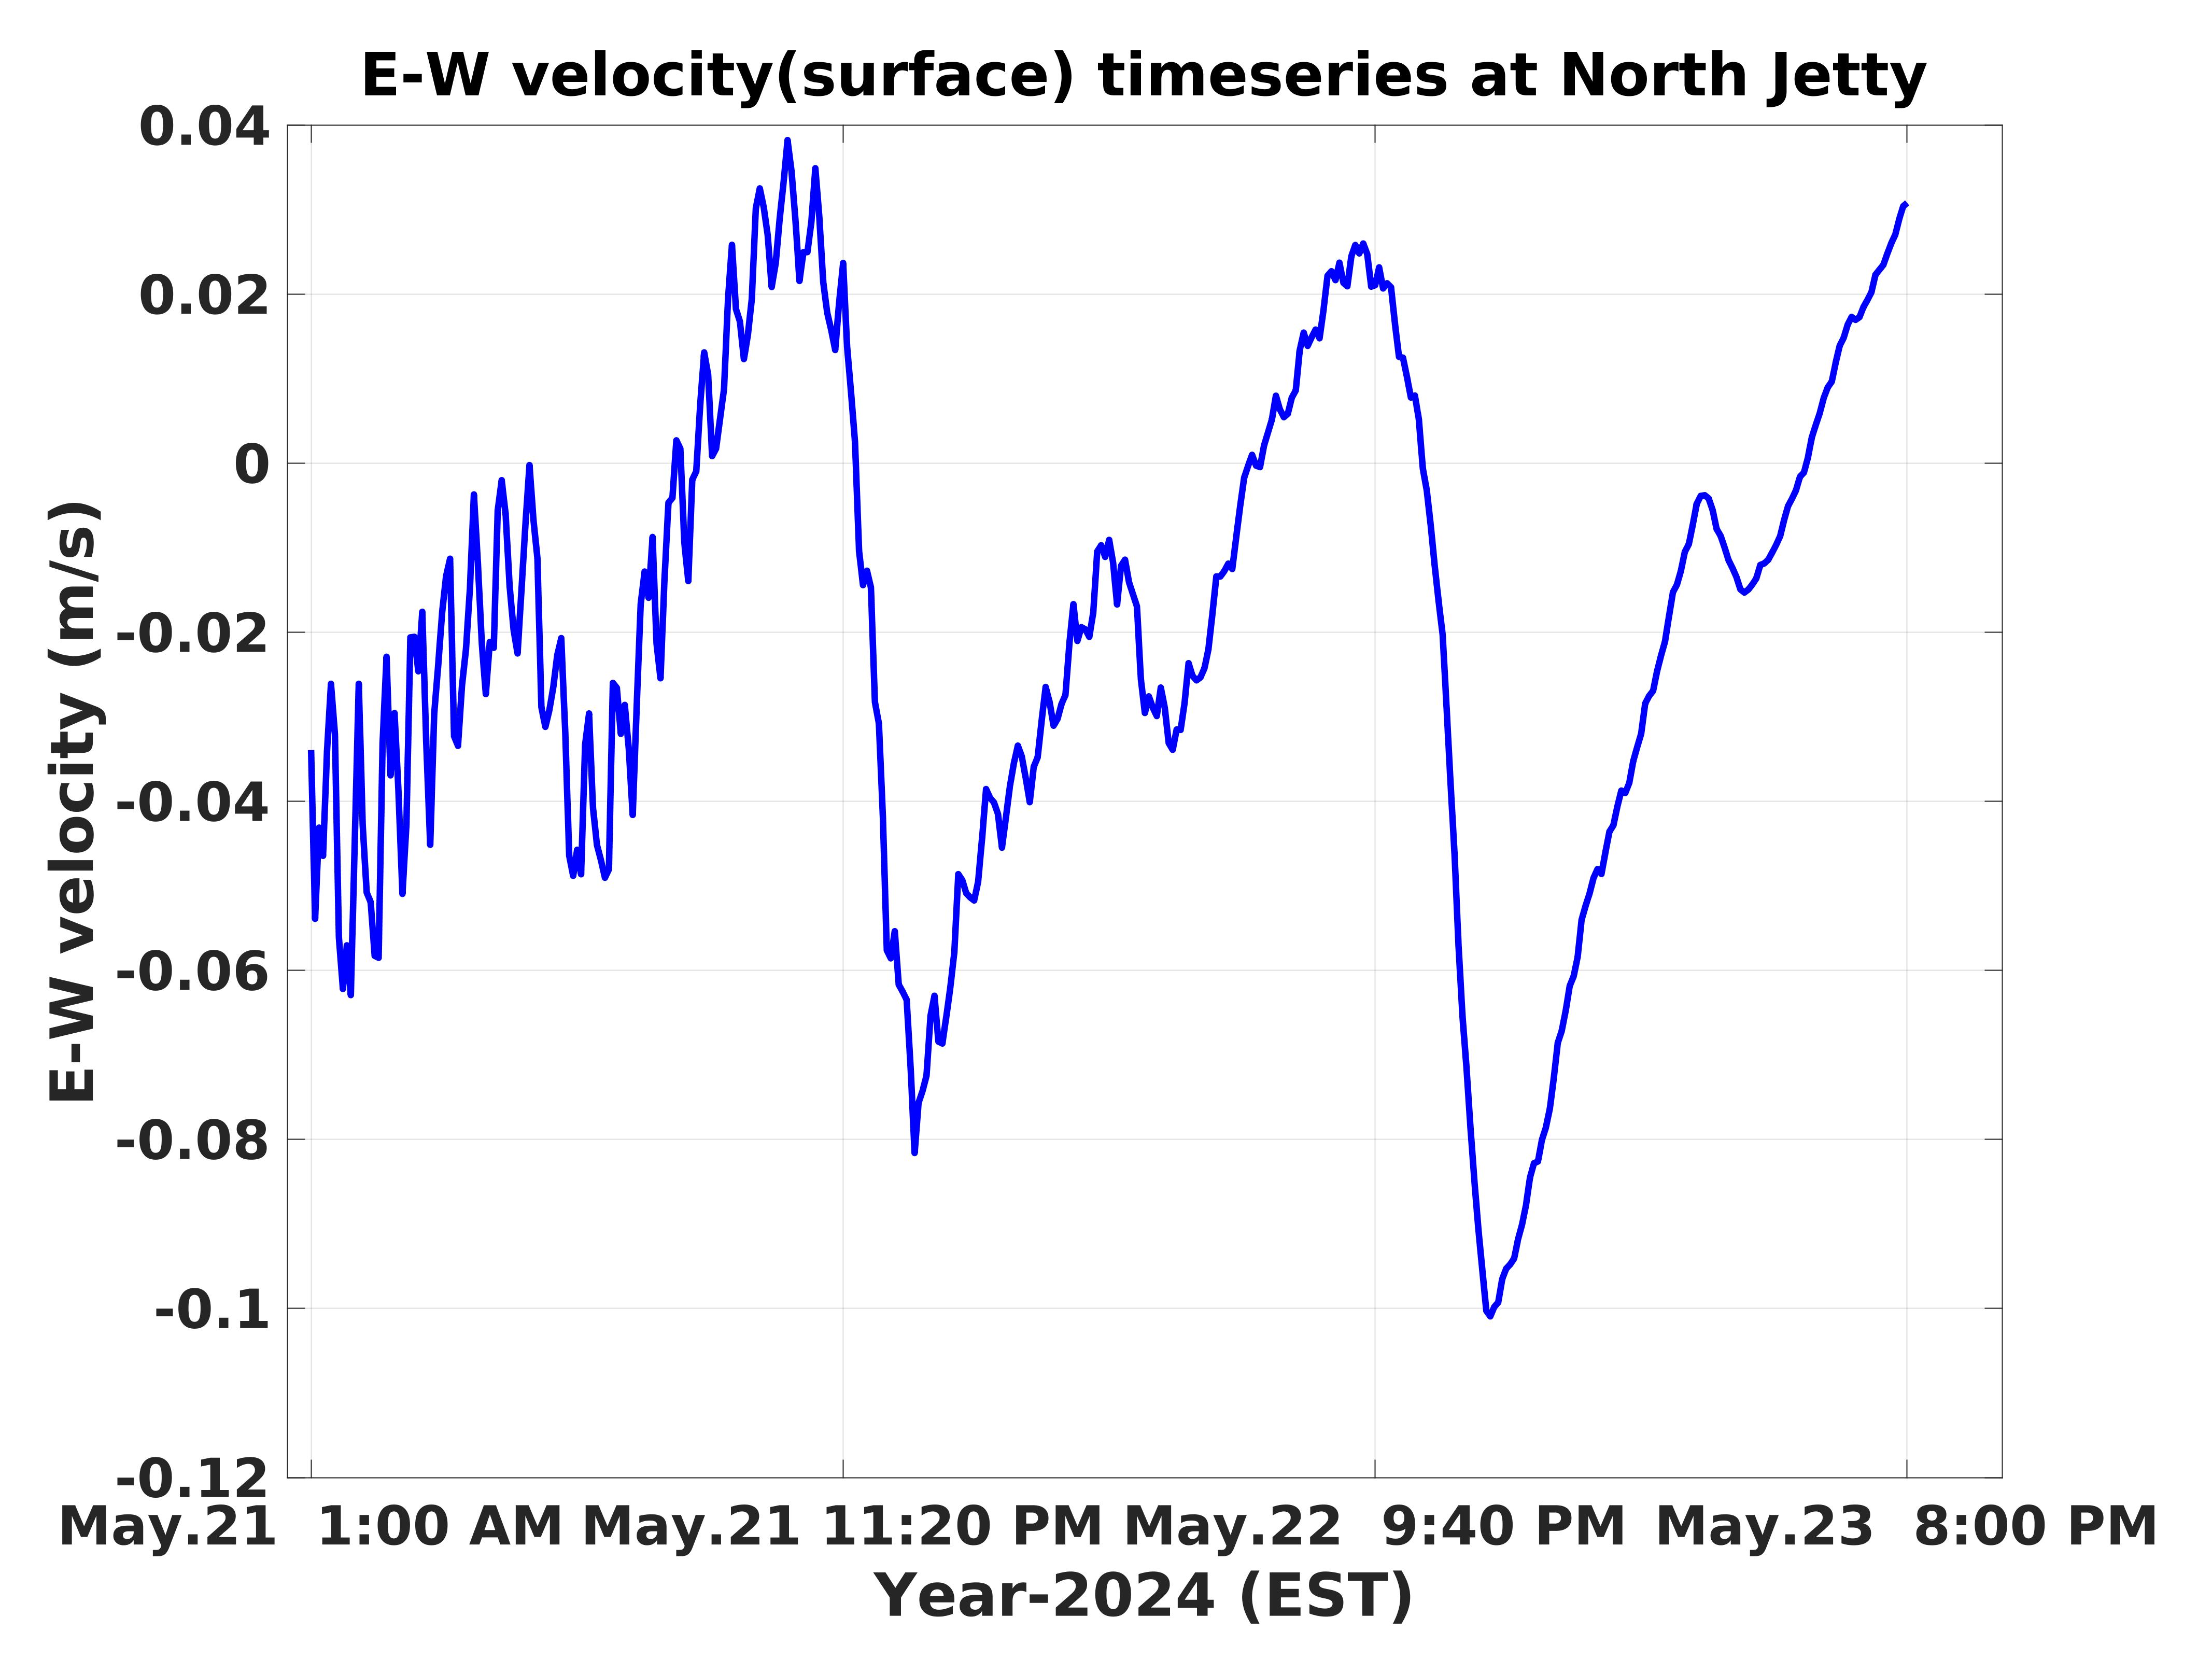 E-W velocity(surface) timeseries at North Jetty
E-W velocity (m/s)
0.04
0.02
0
-0.02
-0.04
-0.06
-0.08
-0.1
-0.12
May.21 1:00 AM May.21 11:20 PM May.22 9:40 PM May.23 8:00 PM
Year-2024 (EST)